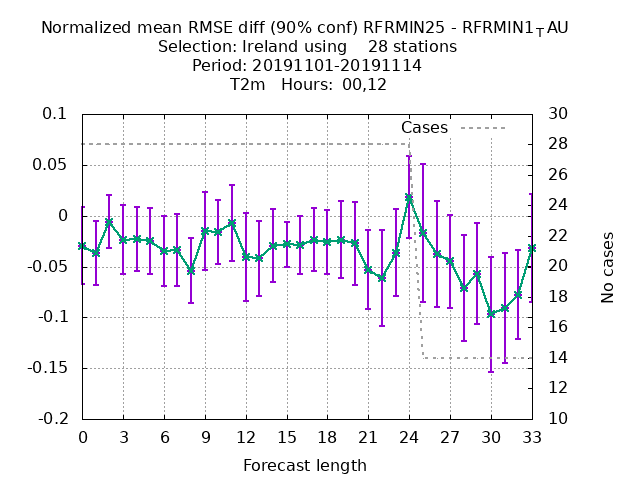 Normalized mean RMSE diff (90% conf) RFRMIN25 - RFRMIN1_TAU
Selection: Ireland using    28 stations
Period: 20191101-20191114
T2m   Hours: 00,12
0.1
0.05
0
-0.05
-0.1
-0.15
-0.2
30
28
26
24
22
20
18
16
14
12
10
Cases
No cases
0 3 6 9 12 15 18 21 24 27 30 33
Forecast length